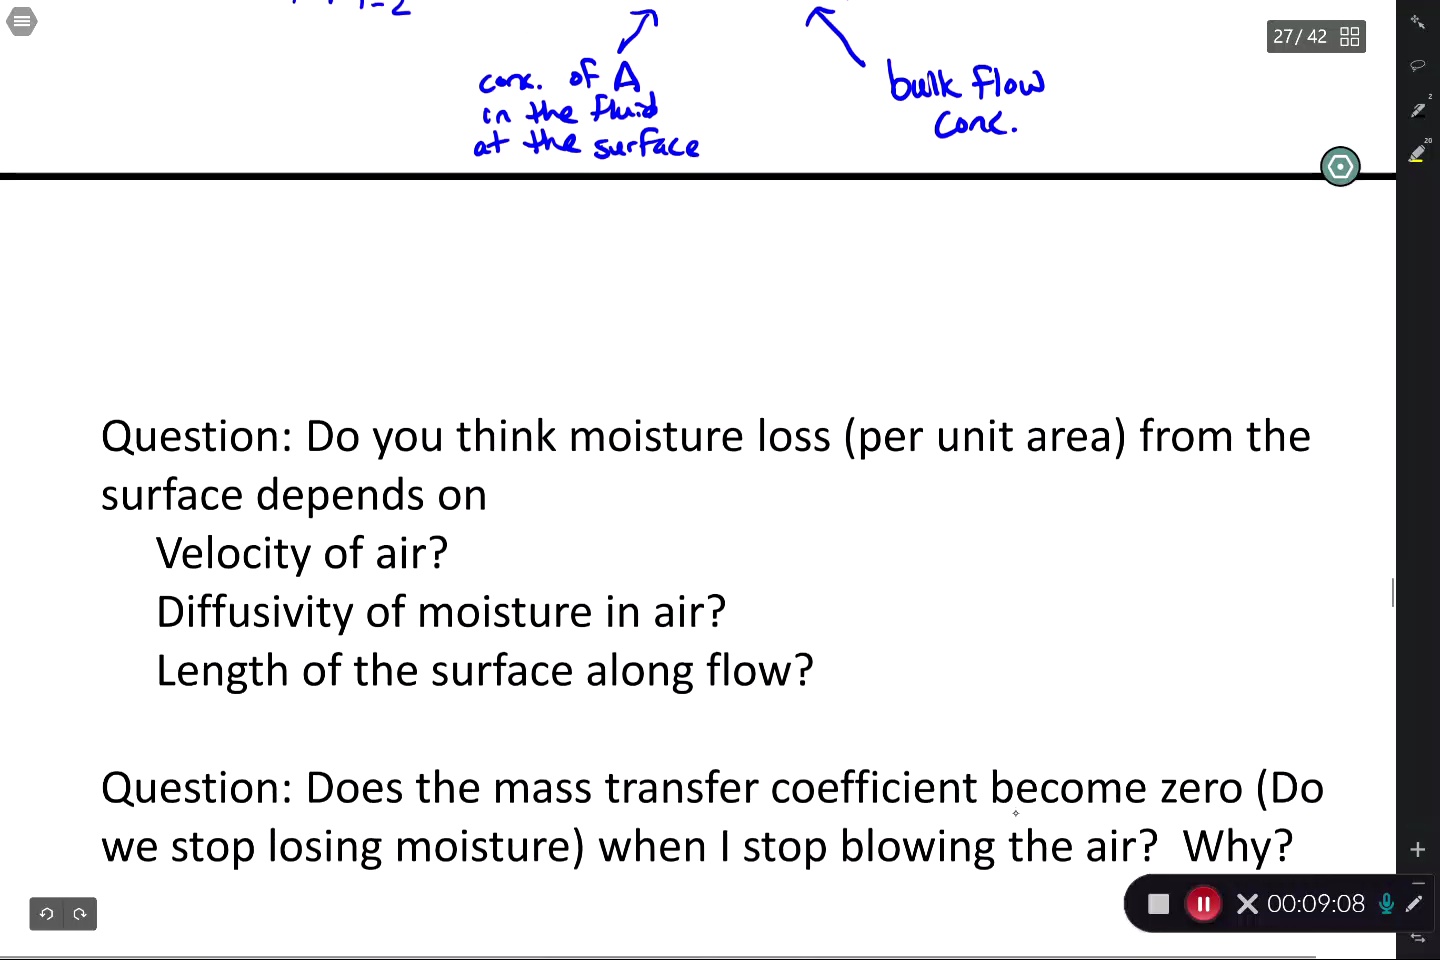 27 / 42
conc. of A
in the fluid
at the surface
bulk flow
conc.
2
20
Question: Do you think moisture loss (per unit area) from the
surface depends on
Velocity of air?
Diffusivity of moisture in air?
Length of the surface along flow?
Question: Does the mass transfer coefficient become zero (Do
we stop losing moisture) when I stop blowing the air?  Why?
00:09:08